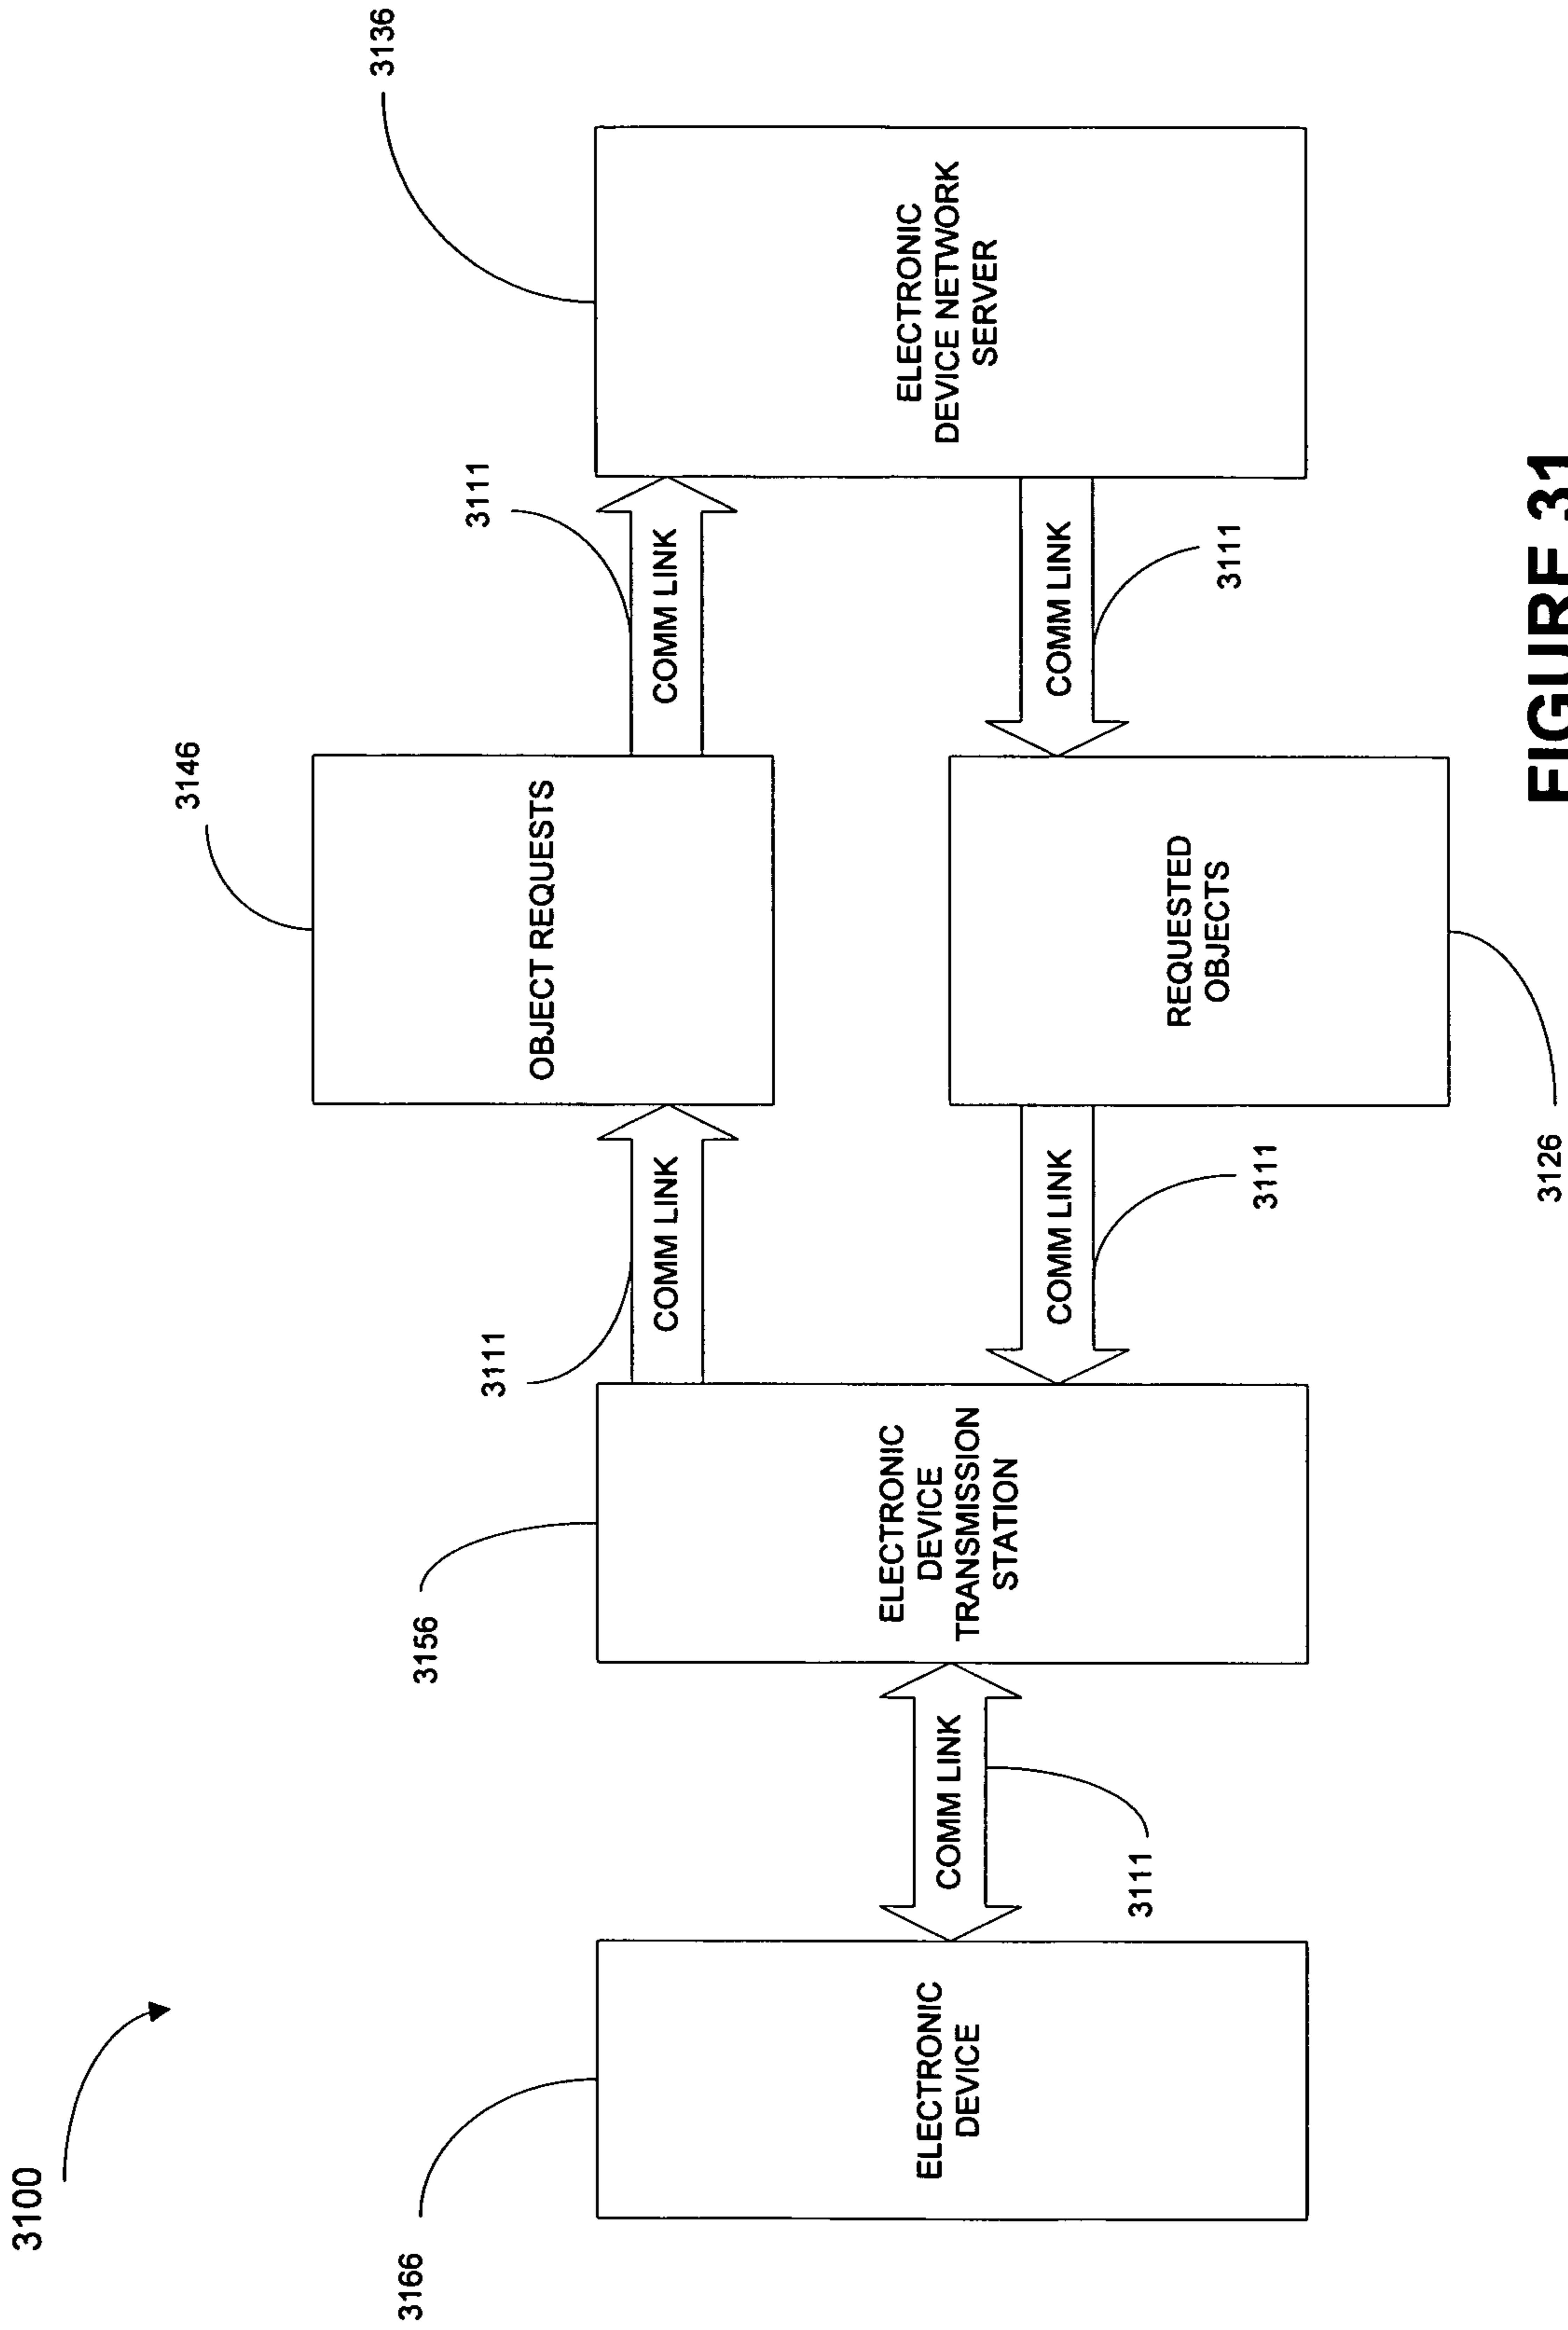 3100
3166
ELECTRONIC
DEVICE
COMM LINK
3111
3156
ELECTRONIC
DEVICE
TRANSMISSION
STATION
3111
COMM LINK
3146
OBJECT REQUESTS
3111
COMM LINK
3136
ELECTRONIC
DEVICE NETWORK
SERVER
COMM LINK
3111
REQUESTED
OBJECTS
3126
COMM LINK
3111
FIGURE 31